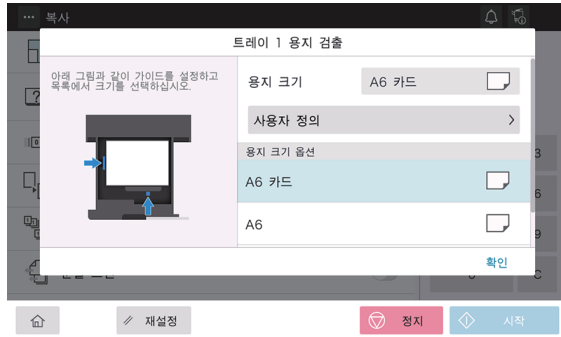 복사
트레이 1 용지 검출
아래 그림과 같이 가이드를 설정하고
목록에서 크기를 선택하십시오.
용지 크기
A6 카드
사용자 정의
용지 크기 옵션
A6 카드
A6
확인
3
6
9
C
재설정
정지
시작